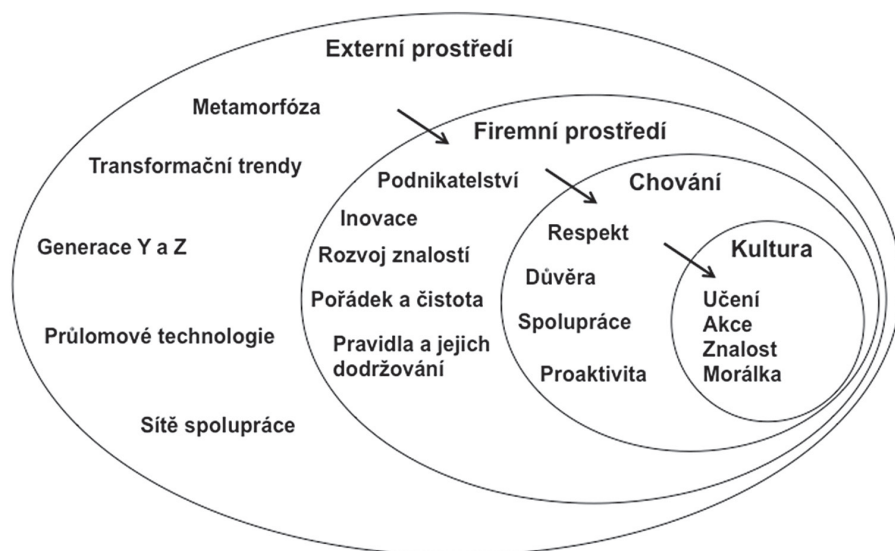 Externí prostředí
Metamorfóza
Transformační trendy
Generace Y a Z
Průlomové technologie
Sítě spolupráce
Firemní prostředí
Podnikatelství
Inovace
Rozvoj znalostí
Pořádek a čistota
Pravidla a jejich
dodržování
Chování
Respekt
Důvěra
Spolupráce
Proaktivita
Kultura
Učení
Akce
Znalost
Morálka